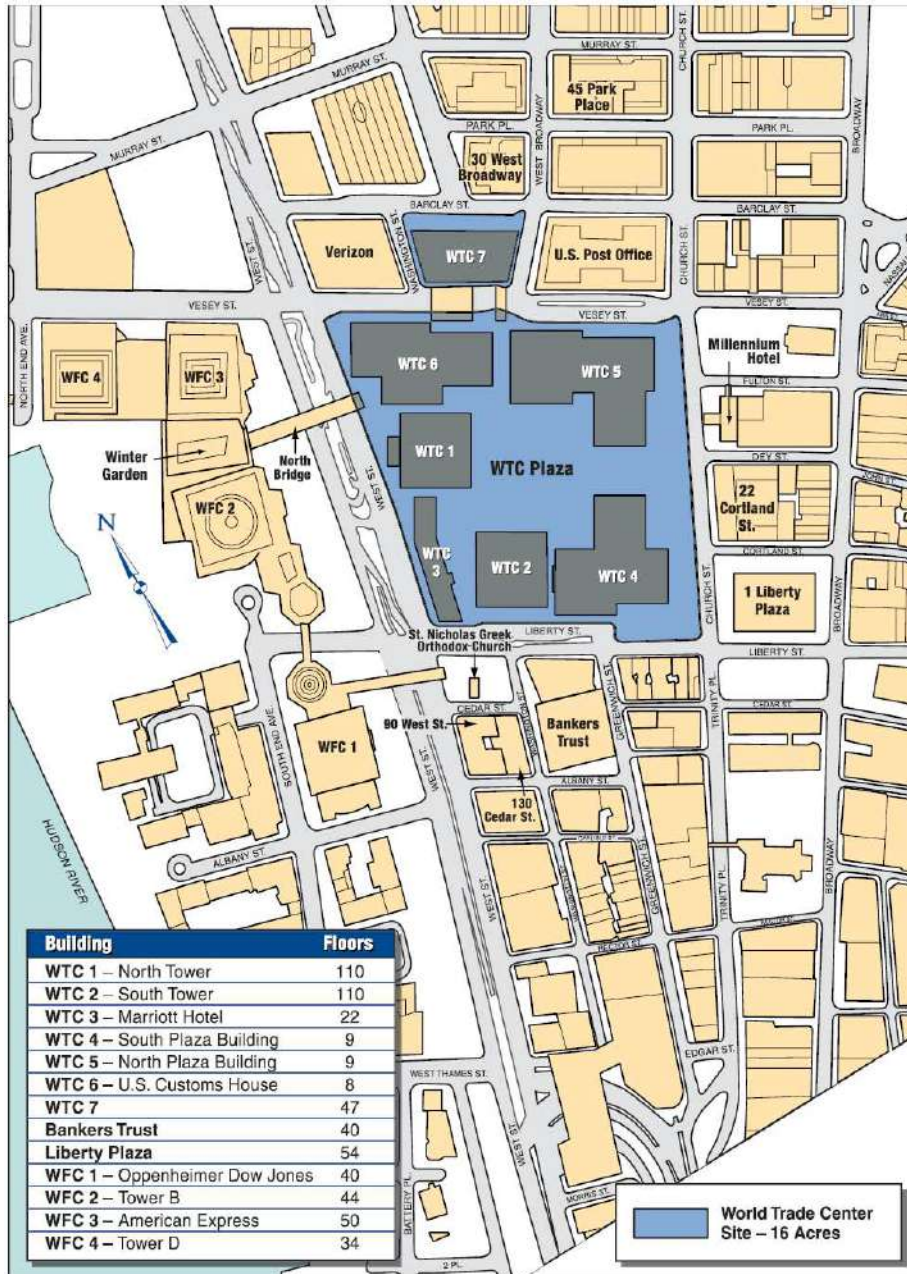 MURRAY ST.
CHURCH ST.
MURRAY ST.
45 Park
Place
WEST BROADWAY
BROADWAY
PARK PL.
PARK PL.
MURRAY ST.
30 West
Broadway
BARCLAY ST.
BARCLAY ST.
WEST ST.
Verizon
WASHINGTON ST.
WTC 7
U.S. Post Office
CHURCH ST.
VESEY ST.
VESEY ST.
VESEY ST.
NORTH END AVE.
WFC 4
WFC 3
WTC 6
WTC 5
Millennium
Hotel
FULTON ST.
Winter
Garden
North
Bridge
WEST ST.
WTC 1
WTC Plaza
DEY ST.
JOHN ST.
WFC 2
22
Cortland
St.
N
WTC
3
WTC 2
WTC 4
CORTLAND ST.
CHURCH ST.
1 Liberty
Plaza
BROADWAY
St. Nicholas Greek
Orthodox Church
LIBERTY ST.
LIBERTY ST.
CEDAR ST.
90 West St.
Bankers
Trust
GREENWICH ST.
TRINITY PL.
CEDAR ST.
SOUTH END AVE.
WFC 1
WEST ST.
ALBANY ST.
130
Cedar St.
HUDSON RIVER
ALBANY ST.
WEST ST.
GREENWICH ST.
TRINITY PL.
BROADWAY
RECTOR ST.
EDGAR ST.
WEST THAMES ST.
WEST ST.
BATTERY PL.
MORRIS ST.
2 PL.
Building Floors
WTC 1 – North Tower 110
WTC 2 – South Tower 110
WTC 3 – Marriott Hotel 22
WTC 4 – South Plaza Building 9
WTC 5 – North Plaza Building 9
WTC 6 – U.S. Customs House 8
WTC 7 47
Bankers Trust 40
Liberty Plaza 54
WFC 1 – Oppenheimer Dow Jones 40
WFC 2 – Tower B 44
WFC 3 – American Express 50
WFC 4 – Tower D 34
World Trade Center
Site – 16 Acres